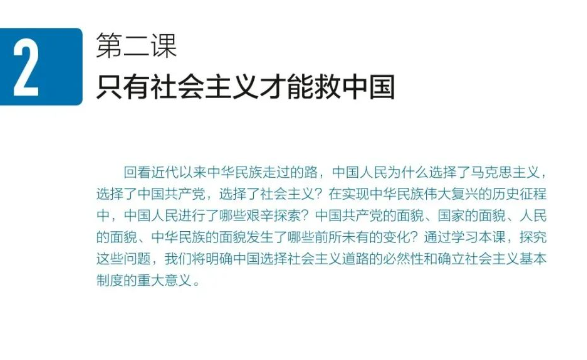 2
第二课
只有社会主义才能救中国
回看近代以来中华民族走过的路，中国人民为什么选择了马克思主义，
选择了中国共产党，选择了社会主义？在实现中华民族伟大复兴的历史征程
中，中国人民进行了哪些艰辛探索？中国共产党的面貌、国家的面貌、人民
的面貌、中华民族的面貌发生了哪些前所未有的变化？通过学习本课，探究
这些问题，我们将明确中国选择社会主义道路的必然性和确立社会主义基本
制度的重大意义。